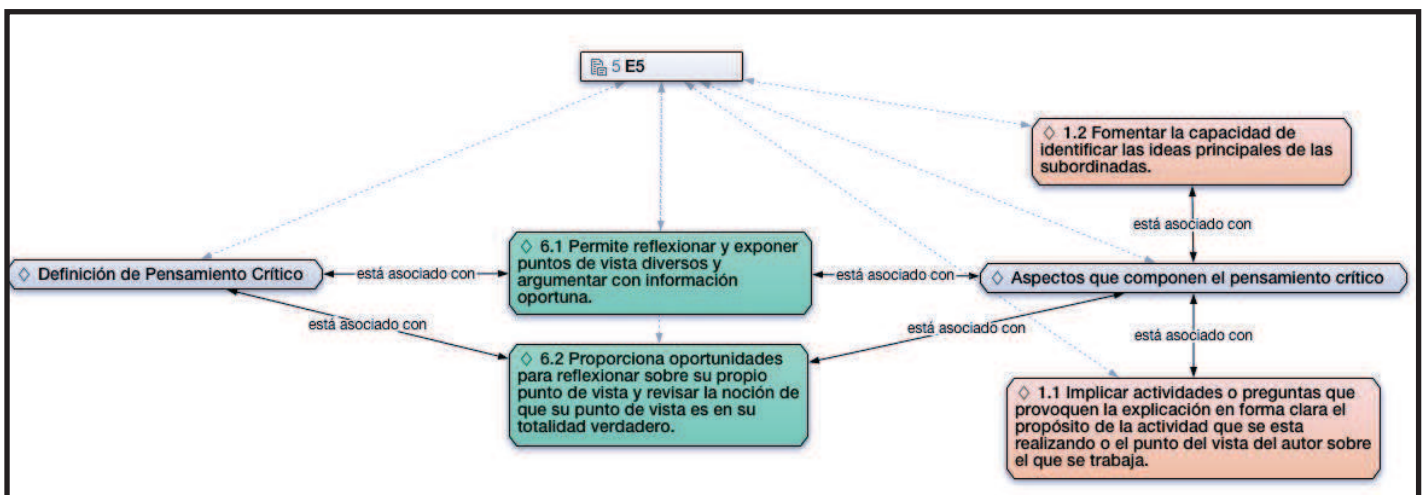 5 E5
◇ 1.2 Fomentar la capacidad de
identificar las ideas principales de las
subordinadas.
está asociado con
◇ Definición de Pensamiento Crítico
está asociado con
◇ 6.1 Permite reflexionar y exponer
puntos de vista diversos y
argumentar con información
oportuna.
está asociado con
◇ Aspectos que componen el pensamiento crítico
está asociado con
está asociado con
está asociado con
◇ 6.2 Proporciona oportunidades
para reflexionar sobre su propio
punto de vista y revisar la noción de
que su punto de vista es en su
totalidad verdadero.
◇ 1.1 Implicar actividades o preguntas que
provoquen la explicación en forma clara el
propósito de la actividad que se esta
realizando o el punto del vista del autor sobre
el que se trabaja.